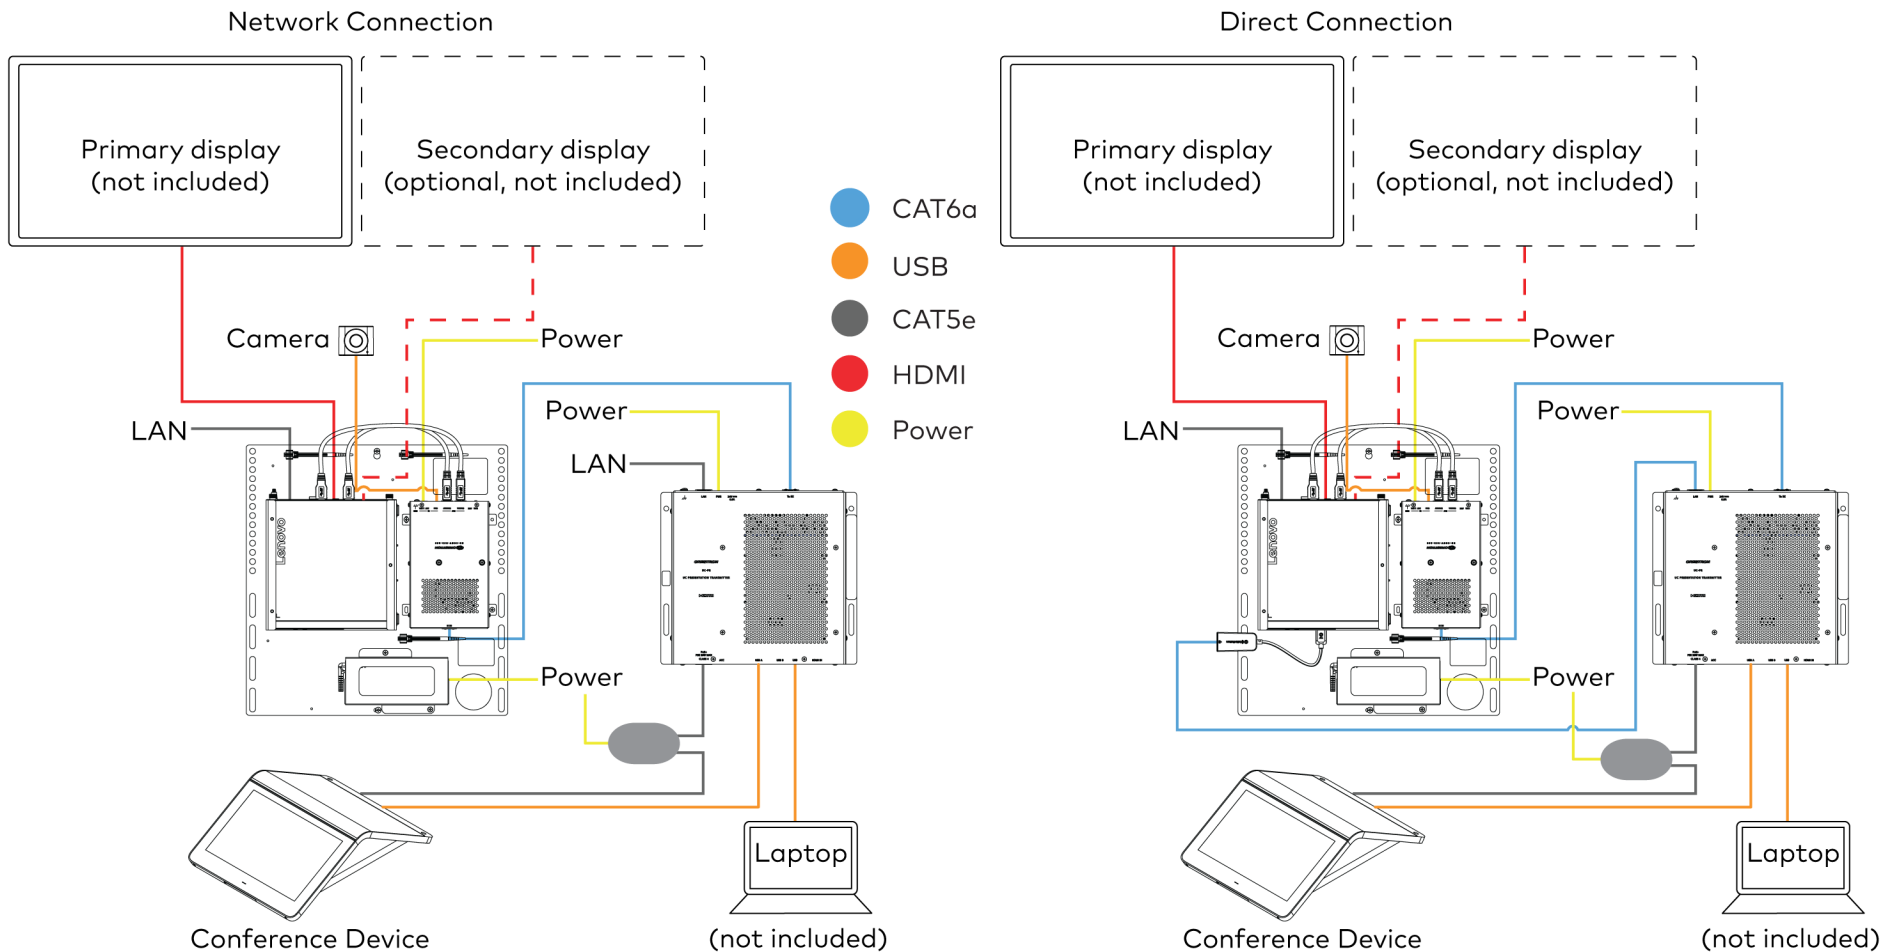 Network Connection
Primary display
(not included)
Secondary display
(optional, not included)
Camera
Power
LAN
Power
LAN
Lenovo
Power
Conference Device
Laptop
(not included)
CAT6a
USB
CAT5e
HDMI
Power
Direct Connection
Primary display
(not included)
Secondary display
(optional, not included)
Camera
Power
LAN
Power
Lenovo
Power
Conference Device
Laptop
(not included)